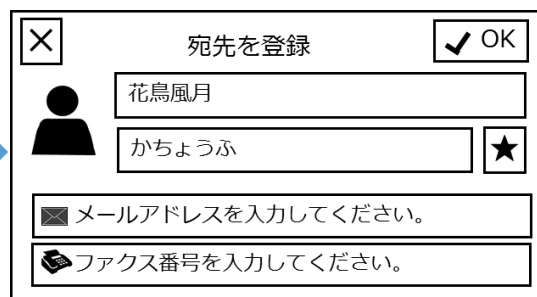 宛先を登録
OK
花鳥風月
かちょうふ
メールアドレスを入力してください。
ファクス番号を入力してください。